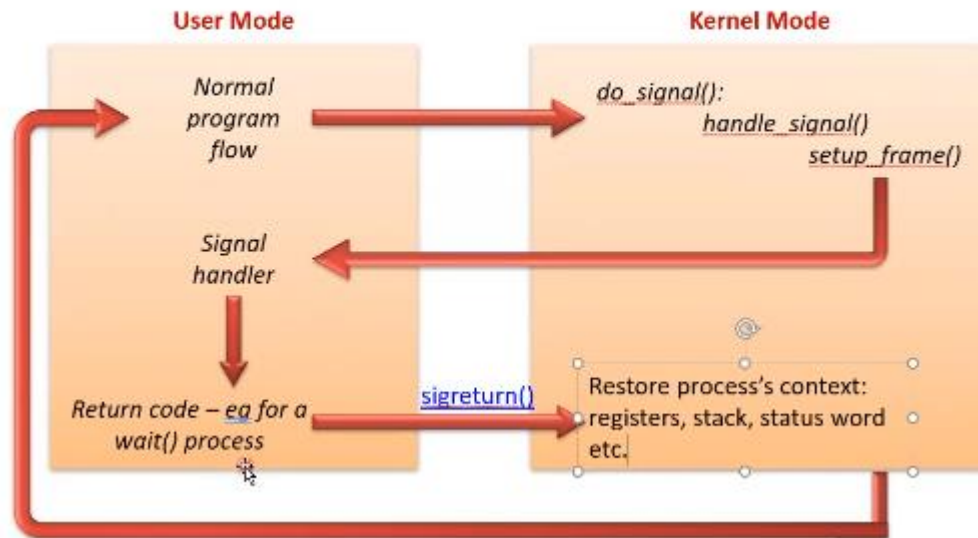 User Mode
Kernel Mode
Normal
program
flow
do_signal():
handle_signal()
setup_frame()
Signal
handler
Return code – eg for a
wait() process
sigreturn()
Restore process's context:
registers, stack, status word
etc.